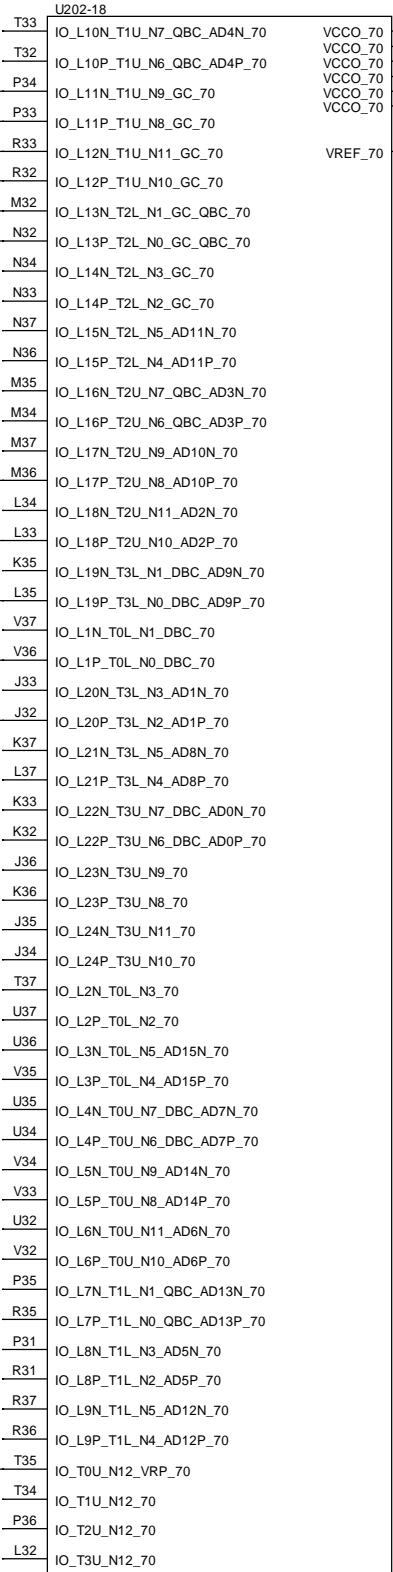 U202-18
T33 IO_L10N_T1U_N7_QBC_AD4N_70 VCCO_70
VCCO_70
T32 IO_L10P_T1U_N6_QBC_AD4P_70 VCCO_70
VCCO_70
P34 IO_L11N_T1U_N9_GC_70 VCCO_70
VCCO_70
P33 IO_L11P_T1U_N8_GC_70
R33 IO_L12N_T1U_N11_GC_70 VREF_70
R32 IO_L12P_T1U_N10_GC_70
M32 IO_L13N_T2L_N1_GC_QBC_70
N32 IO_L13P_T2L_N0_GC_QBC_70
N34 IO_L14N_T2L_N3_GC_70
N33 IO_L14P_T2L_N2_GC_70
N37 IO_L15N_T2L_N5_AD11N_70
N36 IO_L15P_T2L_N4_AD11P_70
M35 IO_L16N_T2U_N7_QBC_AD3N_70
M34 IO_L16P_T2U_N6_QBC_AD3P_70
M37 IO_L17N_T2U_N9_AD10N_70
M36 IO_L17P_T2U_N8_AD10P_70
L34 IO_L18N_T2U_N11_AD2N_70
L33 IO_L18P_T2U_N10_AD2P_70
K35 IO_L19N_T3L_N1_DBC_AD9N_70
L35 IO_L19P_T3L_N0_DBC_AD9P_70
V37 IO_L1N_T0L_N1_DBC_70
V36 IO_L1P_T0L_N0_DBC_70
J33 IO_L20N_T3L_N3_AD1N_70
J32 IO_L20P_T3L_N2_AD1P_70
K37 IO_L21N_T3L_N5_AD8N_70
L37 IO_L21P_T3L_N4_AD8P_70
K33 IO_L22N_T3U_N7_DBC_AD0N_70
K32 IO_L22P_T3U_N6_DBC_AD0P_70
J36 IO_L23N_T3U_N9_70
K36 IO_L23P_T3U_N8_70
J35 IO_L24N_T3U_N11_70
J34 IO_L24P_T3U_N10_70
T37 IO_L2N_T0L_N3_70
U37 IO_L2P_T0L_N2_70
U36 IO_L3N_T0L_N5_AD15N_70
V35 IO_L3P_T0L_N4_AD15P_70
U35 IO_L4N_T0U_N7_DBC_AD7N_70
U34 IO_L4P_T0U_N6_DBC_AD7P_70
V34 IO_L5N_T0U_N9_AD14N_70
V33 IO_L5P_T0U_N8_AD14P_70
U32 IO_L6N_T0U_N11_AD6N_70
V32 IO_L6P_T0U_N10_AD6P_70
P35 IO_L7N_T1L_N1_QBC_AD13N_70
R35 IO_L7P_T1L_N0_QBC_AD13P_70
P31 IO_L8N_T1L_N3_AD5N_70
R31 IO_L8P_T1L_N2_AD5P_70
R37 IO_L9N_T1L_N5_AD12N_70
R36 IO_L9P_T1L_N4_AD12P_70
T35 IO_T0U_N12_VRP_70
T34 IO_T1U_N12_70
P36 IO_T2U_N12_70
L32 IO_T3U_N12_70